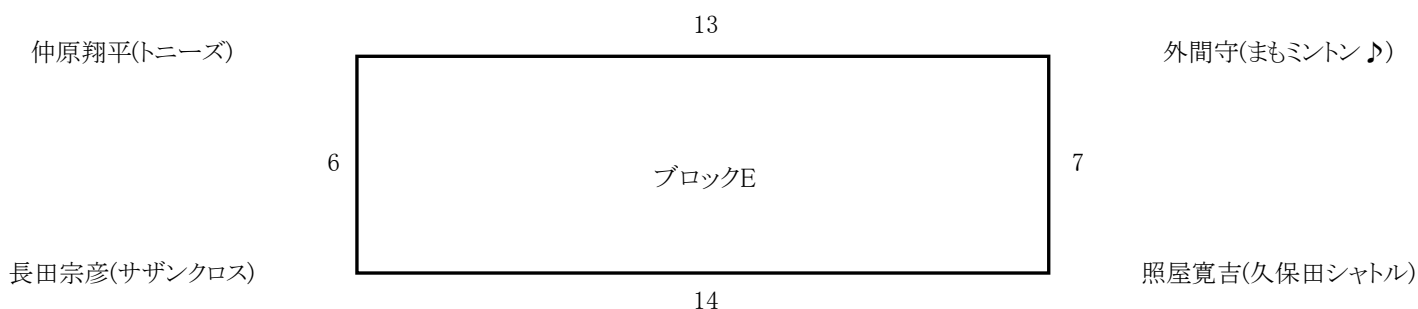 13
仲原翔平(トニーズ)
外間守(まもミントン♪)
6
ブロックE
7
長田宗彦(サザンクロス)
照屋寛吉(久保田シャトル)
14